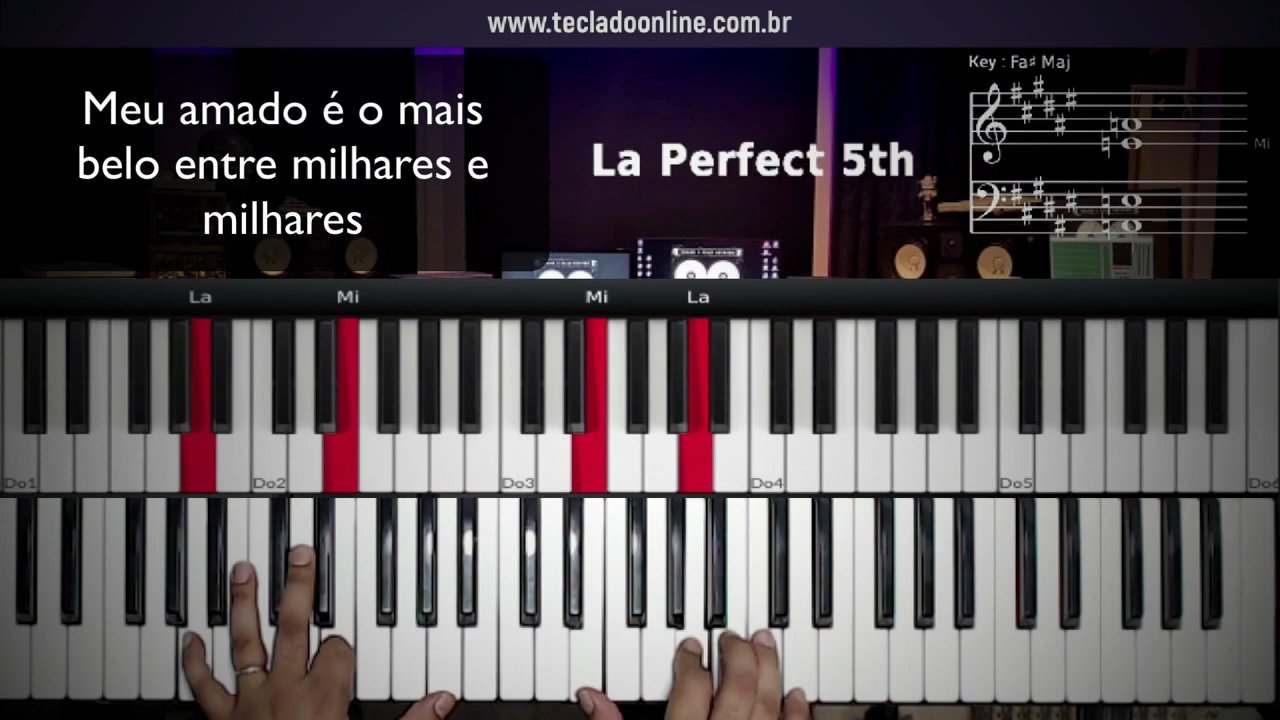 www.tecladoonline.com.br
Meu amado é o mais
belo entre milhares e
milhares
La Perfect 5th
Key : Fa♯ Maj
Mi
La Mi Mi La
Do1 Do2 Do3 Do4 Do5 Do6